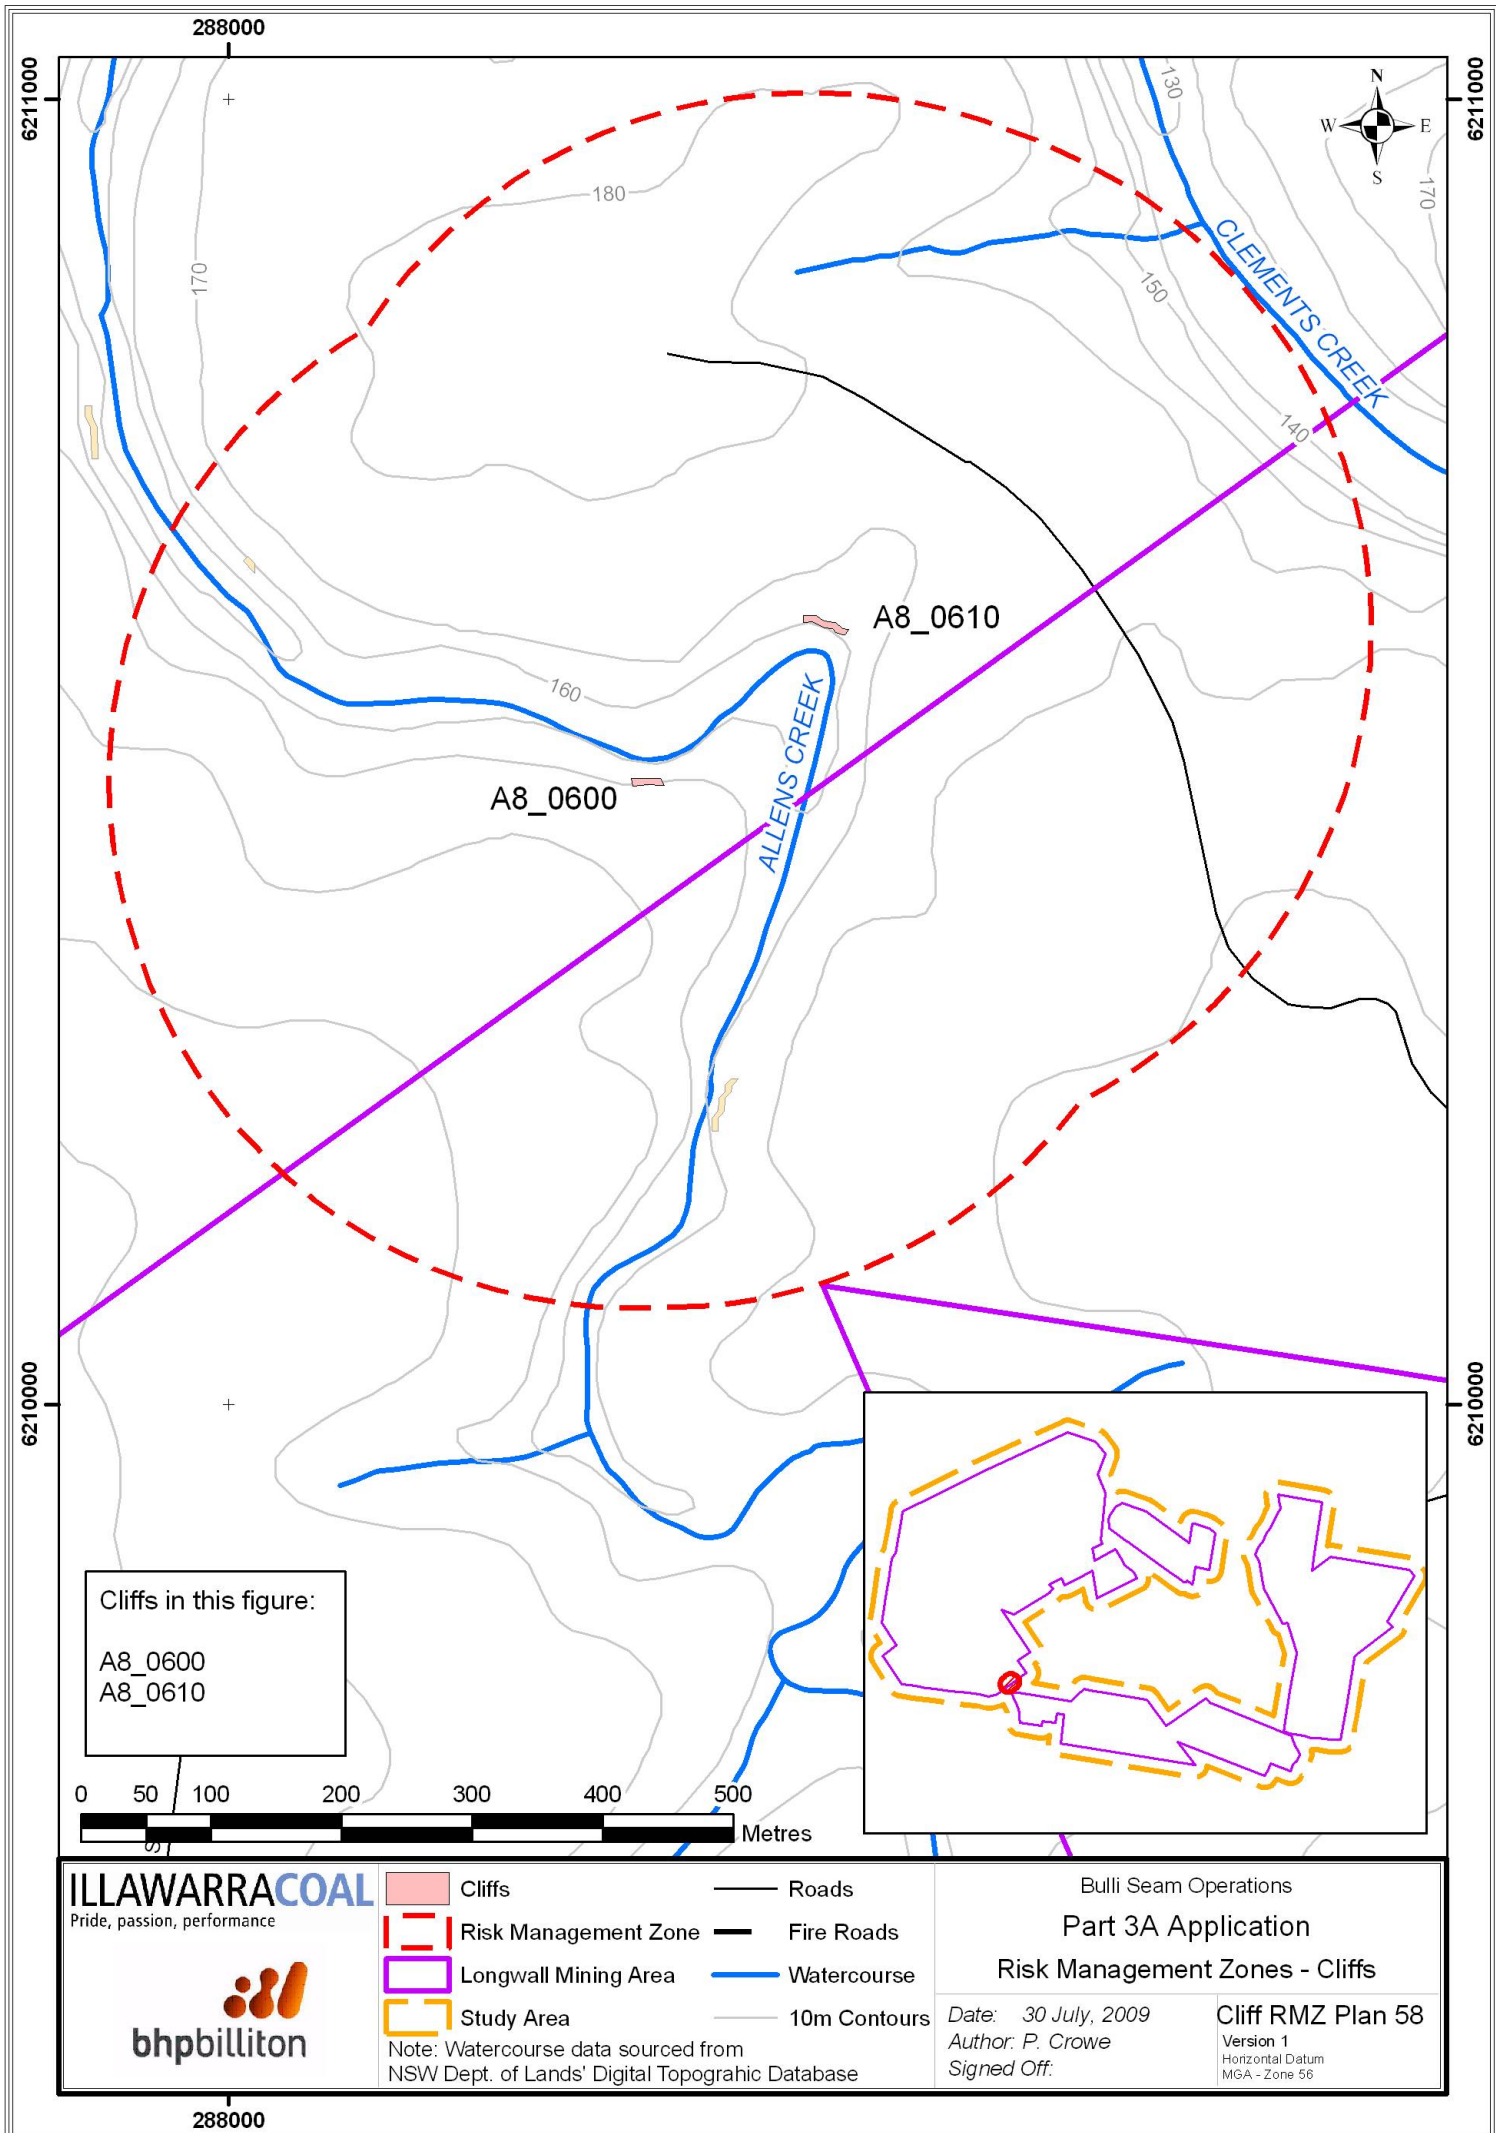 288000
6211000
6211000
N
W
E
S
130
180
170
170
150
CLEMENTS CREEK
140
A8_0610
160
ALLENS CREEK
A8_0600
6210000
6210000
Cliffs in this figure:
A8_0600
A8_0610
0 50 100 200 300 400 500
Metres
ILLAWARRACOAL
Pride, passion, performance
bhpbilliton
Cliffs
Risk Management Zone
Longwall Mining Area
Study Area
Roads
Fire Roads
Watercourse
10m Contours
Note: Watercourse data sourced from
NSW Dept. of Lands' Digital Topograhic Database
Bulli Seam Operations
Part 3A Application
Risk Management Zones - Cliffs
Date: 30 July, 2009
Author: P. Crowe
Signed Off:
Cliff RMZ Plan 58
Version 1
Horizontal Datum
MGA - Zone 56
288000